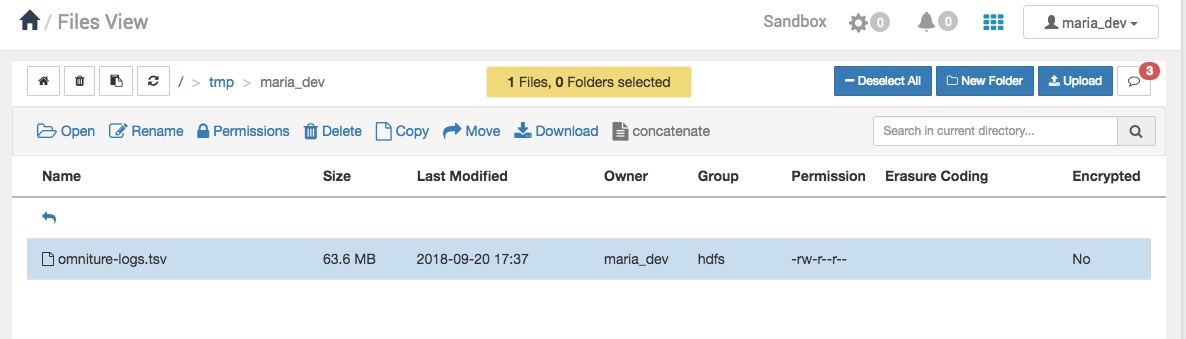 / Files View
Sandbox 0 0 maria_dev
/ > tmp > maria_dev 1 Files, 0 Folders selected Deselect All New Folder Upload 3
Open Rename Permissions Delete Copy Move Download concatenate Search in current directory...
Name Size Last Modified Owner Group Permission Erasure Coding Encrypted
omniture-logs.tsv 63.6 MB 2018-09-20 17:37 maria_dev hdfs -rw-r--r-- No